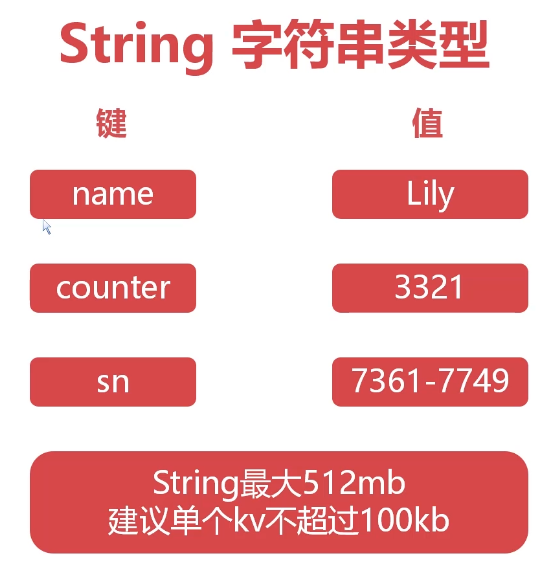 String 字符串类型
键 值
name Lily
counter 3321
sn 7361-7749
String最大512mb
建议单个kv不超过100kb